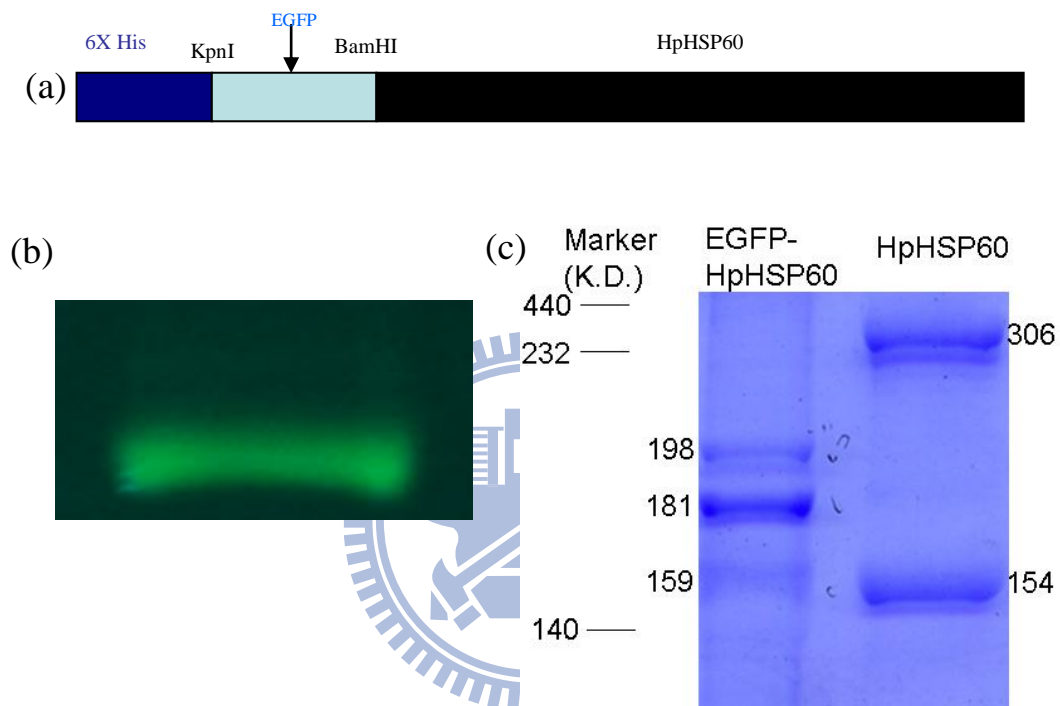 (a)
6X His
KpnI
EGFP
BamHI
HpHSP60
(b)
(c)
Marker
(K.D.)
EGFP-
HpHSP60
HpHSP60
440
232
140
198
181
159
306
154